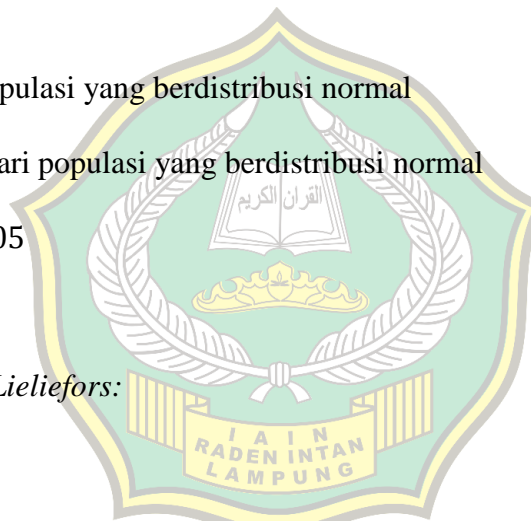 pulasi yang berdistribusi normal
ari populasi yang berdistribusi normal
05
القرآن الكريم
Lieliefors:
I A I N
RADEN INTAN
LAMPUNG